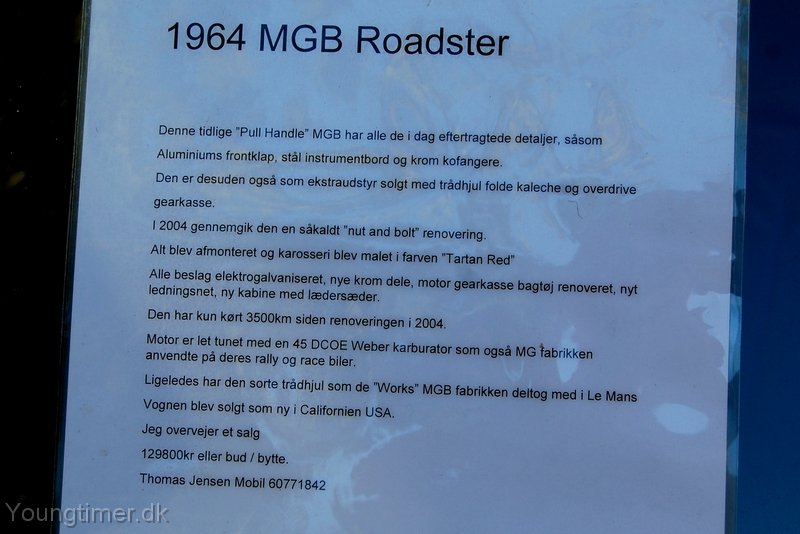 1964 MGB Roadster
Denne tidlige "Pull Handle" MGB har alle de i dag eftertragtede detaljer, såsom
Aluminiums frontklap, stål instrumentbord og krom kofangere.
Den er desuden også som ekstraudstyr solgt med trådhjul folde kaleche og overdrive
gearkasse.
I 2004 gennemgik den en såkaldt "nut and bolt" renovering.
Alt blev afmonteret og karosseri blev malet i farven "Tartan Red"
Alle beslag elektrogalvaniseret, nye krom dele, motor gearkasse bagtøj renoveret, nyt
ledningsnet, ny kabine med lædersæder.
Den har kun kørt 3500km siden renoveringen i 2004.
Motor er let tunet med en 45 DCOE Weber karburator som også MG fabrikken
anvendte på deres rally og race biler.
Ligeledes har den sorte trådhjul som de "Works" MGB fabrikken deltog med i Le Mans
Vognen blev solgt som ny i Californien USA.
Jeg overvejer et salg
129800kr eller bud / bytte.
Thomas Jensen Mobil 60771842
Youngtimer.dk